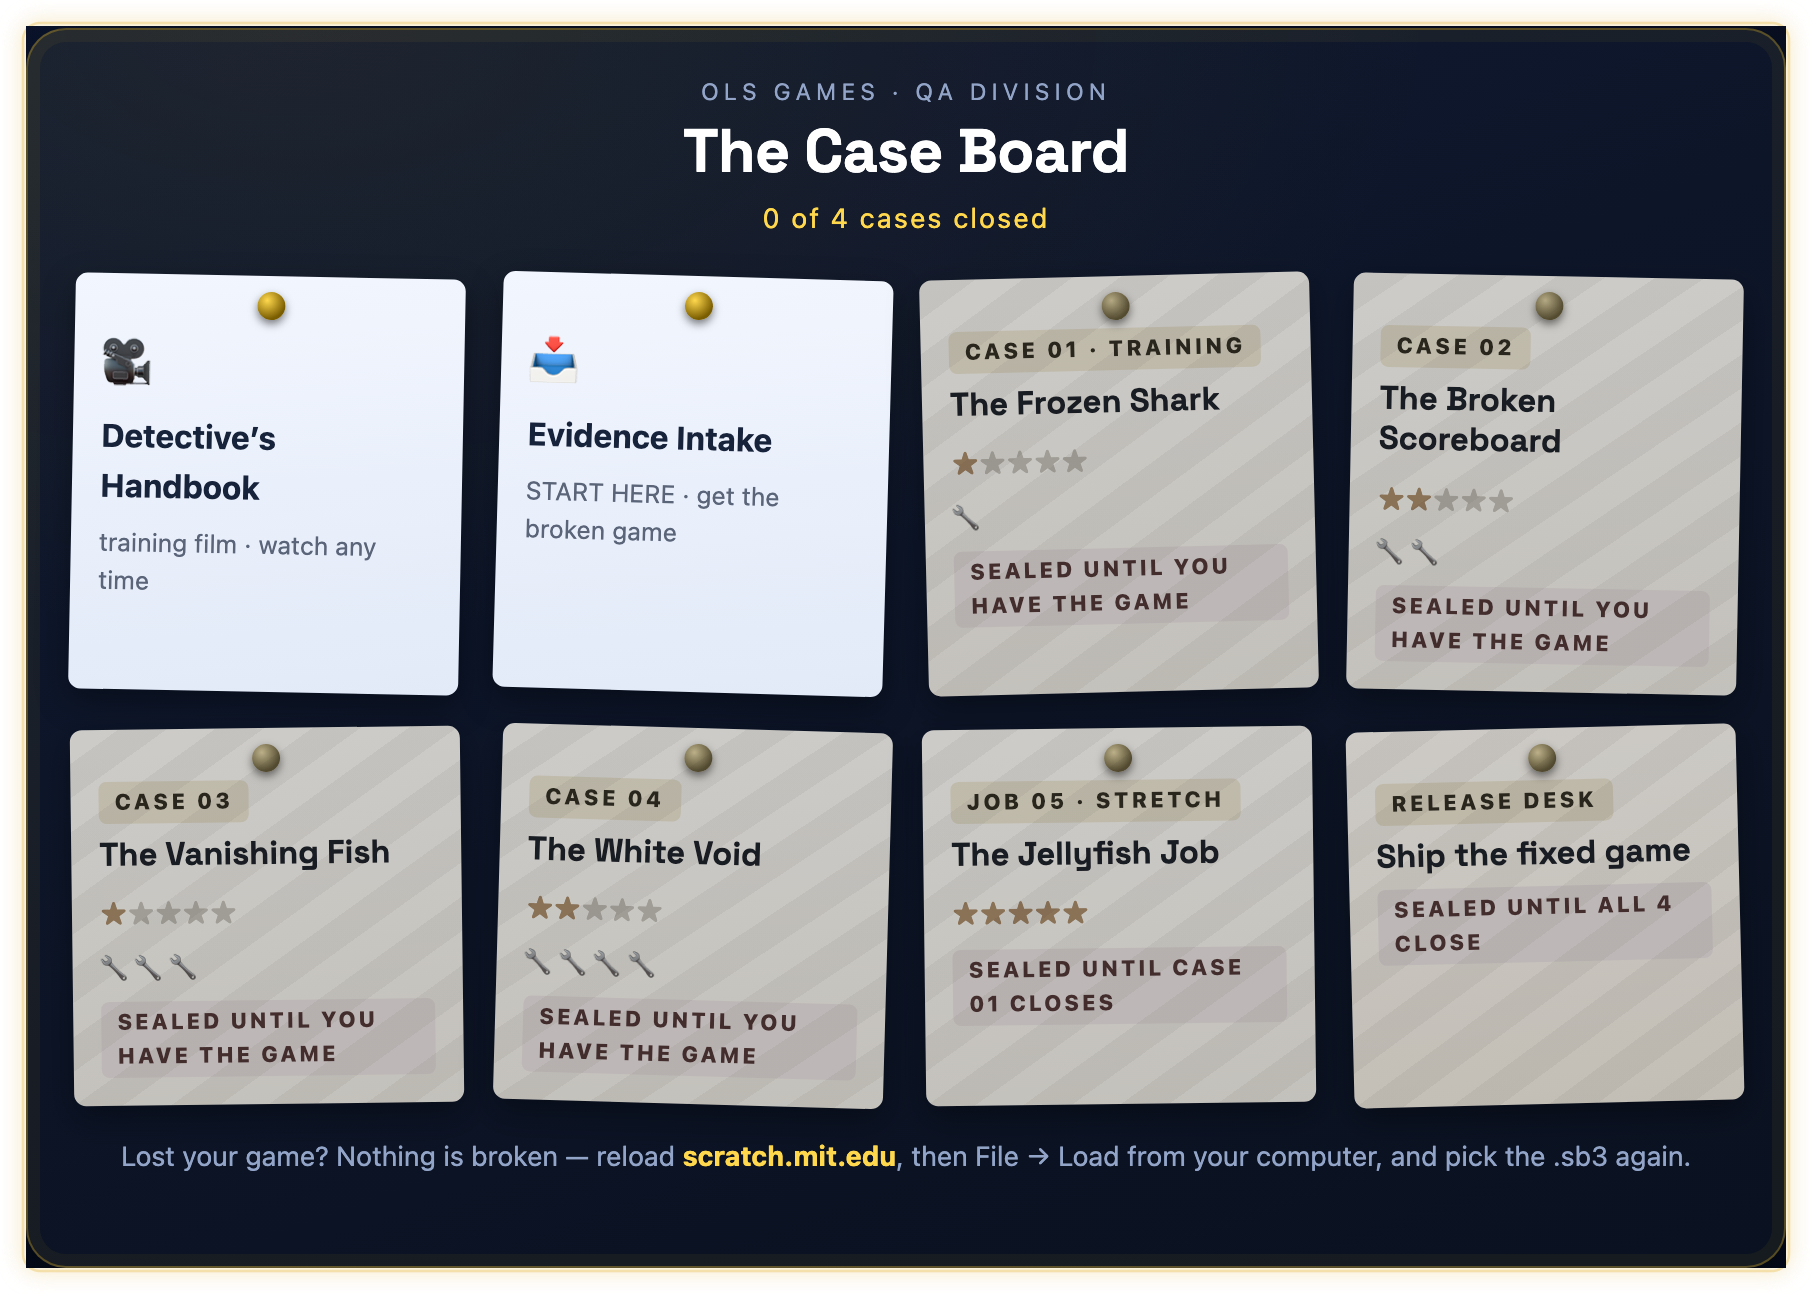 OLS GAMES · QA DIVISION
The Case Board
0 of 4 cases closed
Detective’s
Handbook
training film · watch any
time
Evidence Intake
START HERE · get the
broken game
CASE 01 · TRAINING
The Frozen Shark
SEALED UNTIL YOU
HAVE THE GAME
CASE 02
The Broken
Scoreboard
SEALED UNTIL YOU
HAVE THE GAME
CASE 03
The Vanishing Fish
SEALED UNTIL YOU
HAVE THE GAME
CASE 04
The White Void
SEALED UNTIL YOU
HAVE THE GAME
JOB 05 · STRETCH
The Jellyfish Job
SEALED UNTIL CASE
01 CLOSES
RELEASE DESK
Ship the fixed game
SEALED UNTIL ALL 4
CLOSE
Lost your game? Nothing is broken — reload scratch.mit.edu, then File → Load from your computer, and pick the .sb3 again.